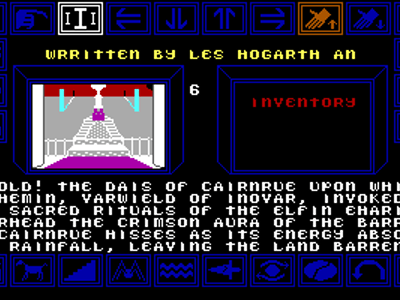 III
WRRITTEN BY LES HOGARTH AN
6
INVENTORY
OLD! THE DAIS OF CAIRNRUE UPON WHI
HEMIN, VARWIELD OF INOVAR, INVOKED
SACRED RITUALS OF THE ELFIN EHARI
RHEAD THE CRIMSON AURA OF THE BARR
CAIRNRUE HISSES AS ITS ENERGY ABSO
RAINFALL, LEAVING THE LAND BARREN